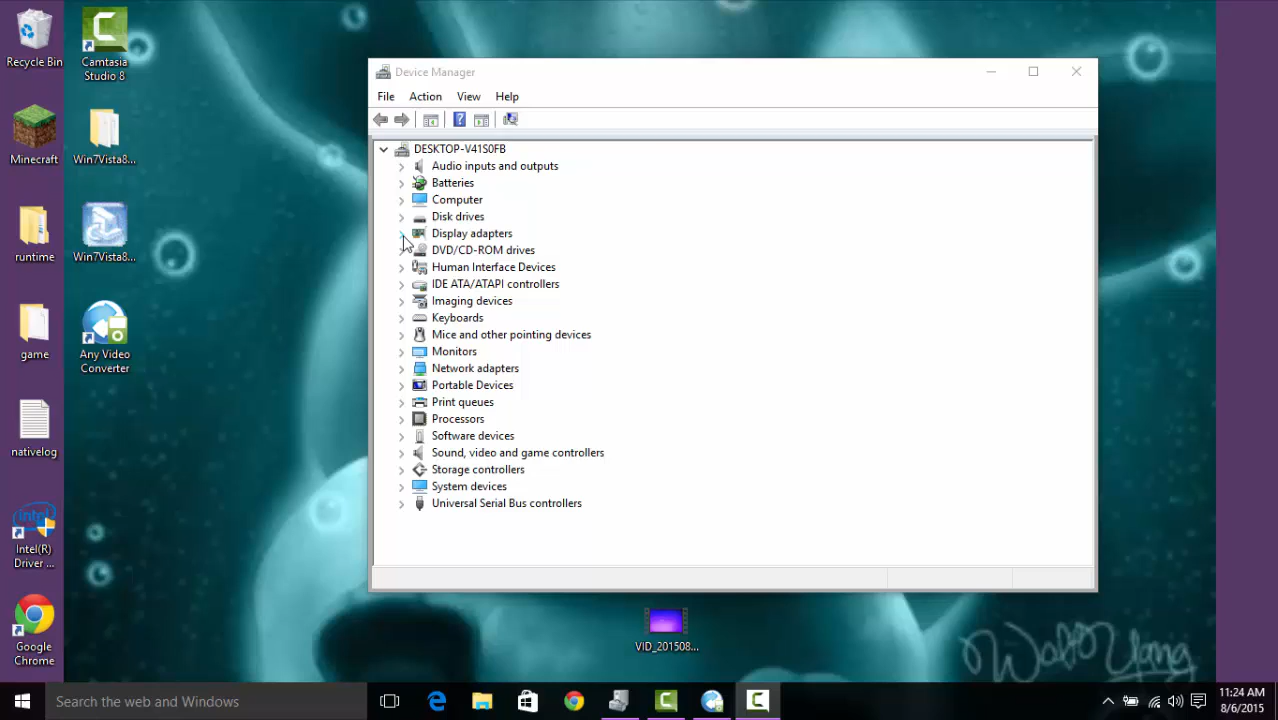 Recycle Bin
Camtasia
Studio 8
Minecraft
Win7Vista8...
runtime
Win7Vista8...
game
Any Video
Converter
nativelog
Intel(R)
Driver ...
Google
Chrome
Device Manager
File Action View Help
DESKTOP-V41S0FB
Audio inputs and outputs
Batteries
Computer
Disk drives
Display adapters
DVD/CD-ROM drives
Human Interface Devices
IDE ATA/ATAPI controllers
Imaging devices
Keyboards
Mice and other pointing devices
Monitors
Network adapters
Portable Devices
Print queues
Processors
Software devices
Sound, video and game controllers
Storage controllers
System devices
Universal Serial Bus controllers
VID_201508...
Search the web and Windows
11:24 AM
8/6/2015